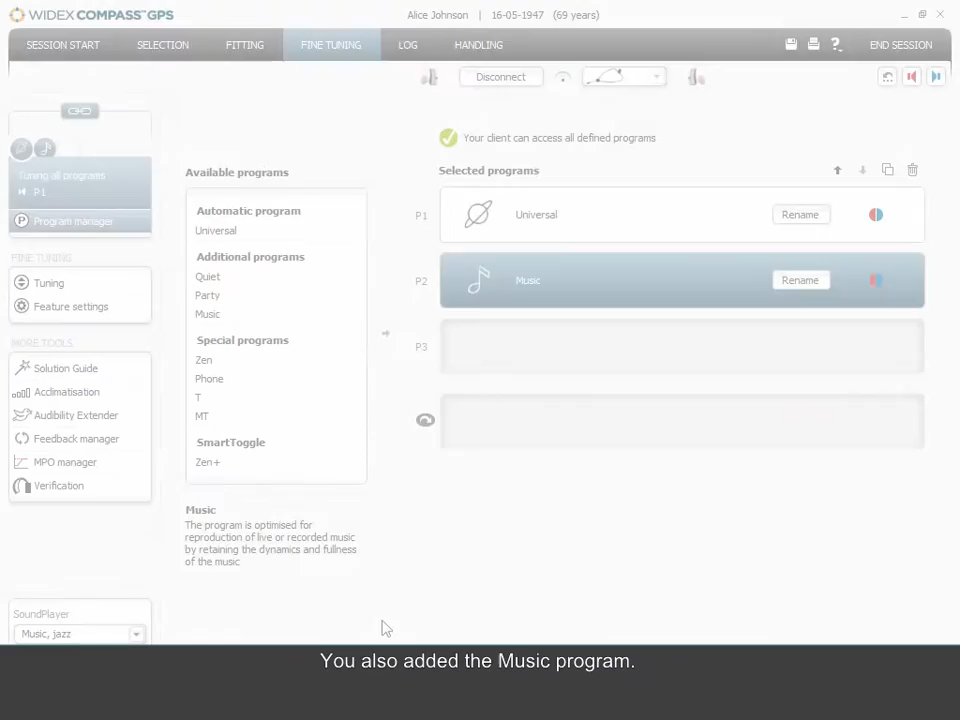 WIDEX COMPASS™ GPS
Alice Johnson | 16-05-1947 (69 years)
SESSION START
SELECTION
FITTING
FINE TUNING
LOG
HANDLING
END SESSION
Disconnect
Tuning all programs
P1
P Program manager
FINE TUNING
Tuning
Feature settings
MORE TOOLS
Solution Guide
Acclimatisation
Audibility Extender
Feedback manager
MPO manager
Verification
SoundPlayer
Music, jazz
Available programs
Automatic program
Universal
Additional programs
Quiet
Party
Music
Special programs
Zen
Phone
T
MT
SmartToggle
Zen+
Music
The program is optimised for
reproduction of live or recorded music
by retaining the dynamics and fullness
of the music
Your client can access all defined programs
Selected programs
P1 Universal Rename
P2 Music Rename
P3
You also added the Music program.